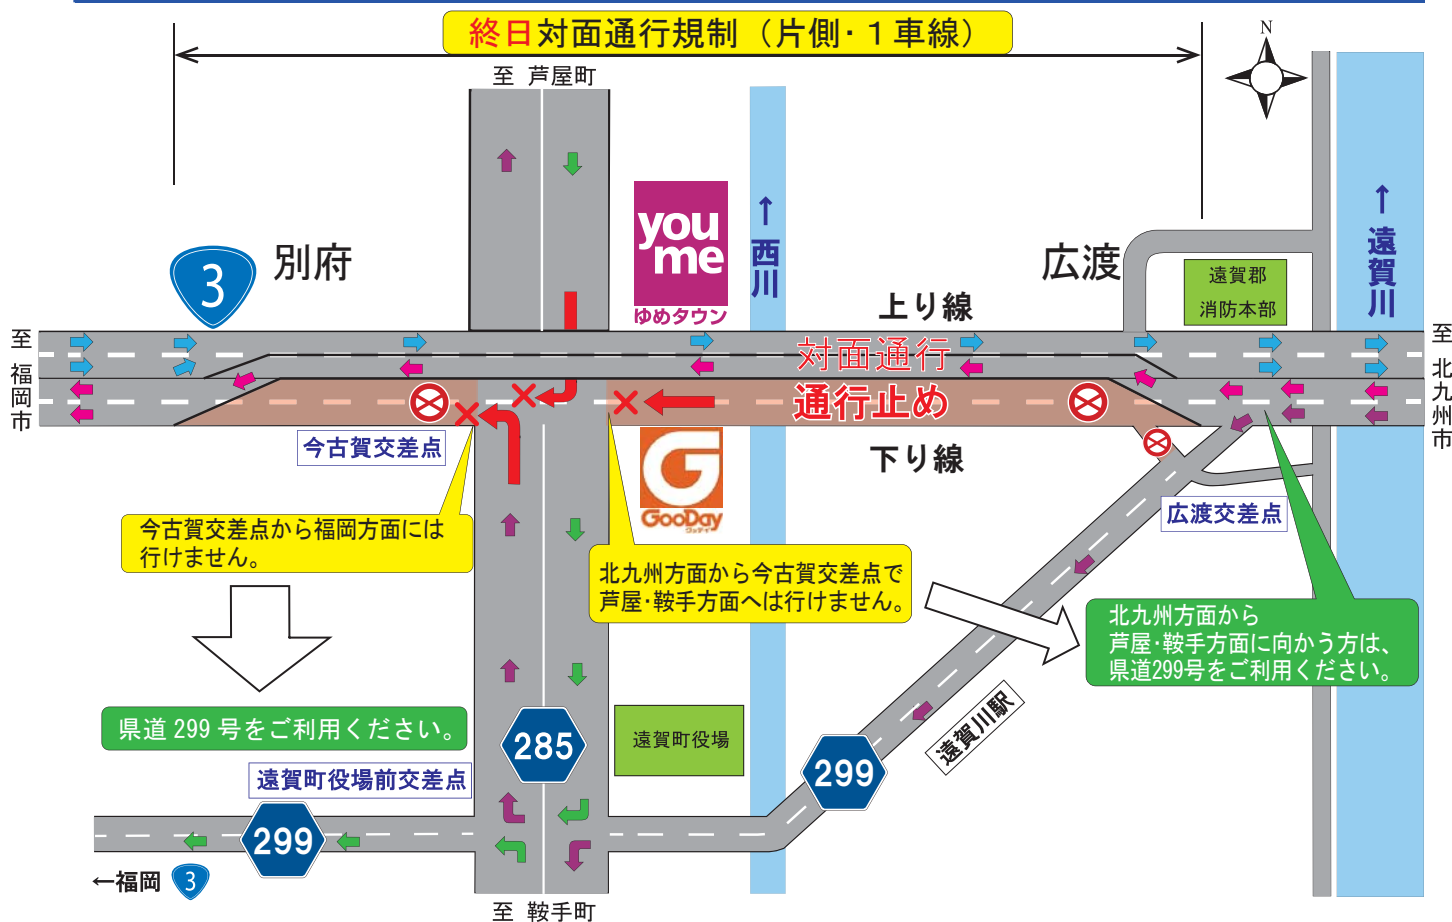 終日対面通行規制（片側・１車線）
N
至 芦屋町
you
me
ゆめタウン
↑西川
↑遠賀川
3
別府
広渡
遠賀郡
消防本部
上り線
至 福岡市
対面通行
至 北九州市
通行止め
今古賀交差点
下り線
G
GooDay
グッデイ
広渡交差点
今古賀交差点から福岡方面には
行けません。
北九州方面から今古賀交差点で
芦屋・鞍手方面へは行けません。
北九州方面から
芦屋・鞍手方面に向かう方は、
県道299号をご利用ください。
県道 299 号をご利用ください。
285
遠賀町役場
遠賀川駅
299
遠賀町役場前交差点
299
←福岡 3
至 鞍手町